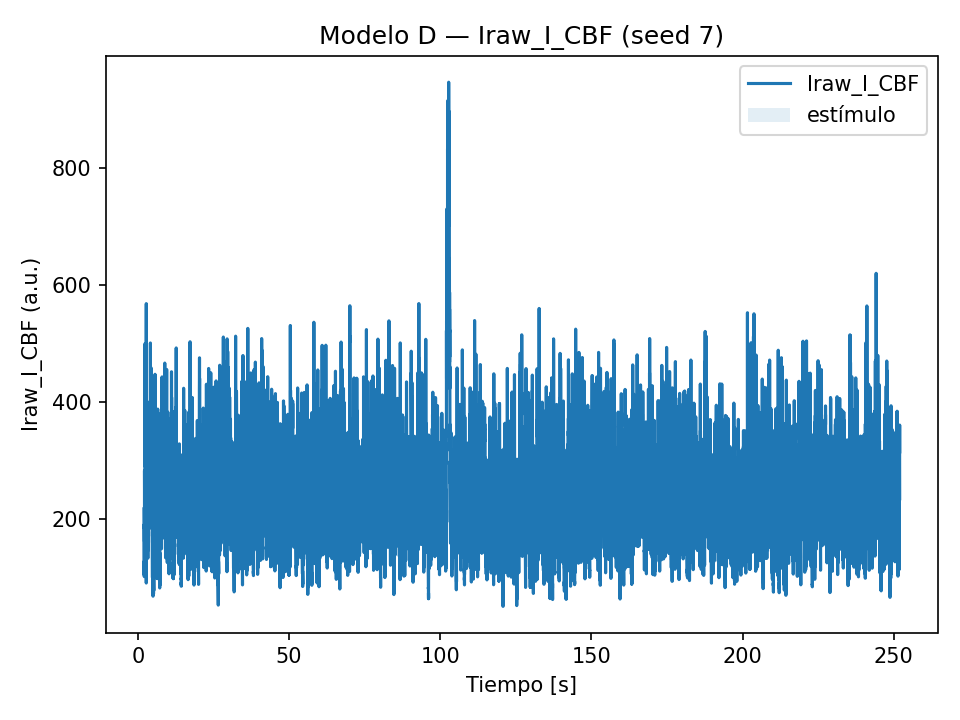 Modelo D — Iraw_I_CBF (seed 7)
Iraw_I_CBF
estímulo
Iraw_I_CBF (a.u.)
800
600
400
200
0 50 100 150 200 250
Tiempo [s]